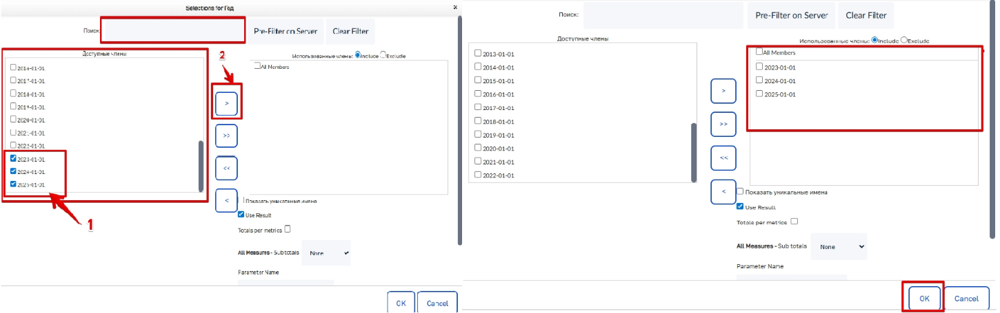 Selections for Год
×
Поиск:
Pre-Filter on Server
Clear Filter
Доступные члены
2016-01-01
2017-01-01
2018-01-01
2019-01-01
2020-01-01
2021-01-01
2022-01-01
2023-01-01
2024-01-01
2025-01-01
1
2
>
>>
<<
<
Использованные члены: Include Exclude
All Members
Показать уникальные имена
Use Result
Totals per metrics
All Measures - Sub totals None
Parameter Name
OK
Cancel
Поиск:
Pre-Filter on Server
Clear Filter
Доступные члены
2013-01-01
2014-01-01
2015-01-01
2016-01-01
2017-01-01
2018-01-01
2019-01-01
2020-01-01
2021-01-01
2022-01-01
>
>>
<<
<
Использованные члены: Include Exclude
All Members
2023-01-01
2024-01-01
2025-01-01
Показать уникальные имена
Use Result
Totals per metrics
All Measures - Sub totals None
Parameter Name
OK
Cancel